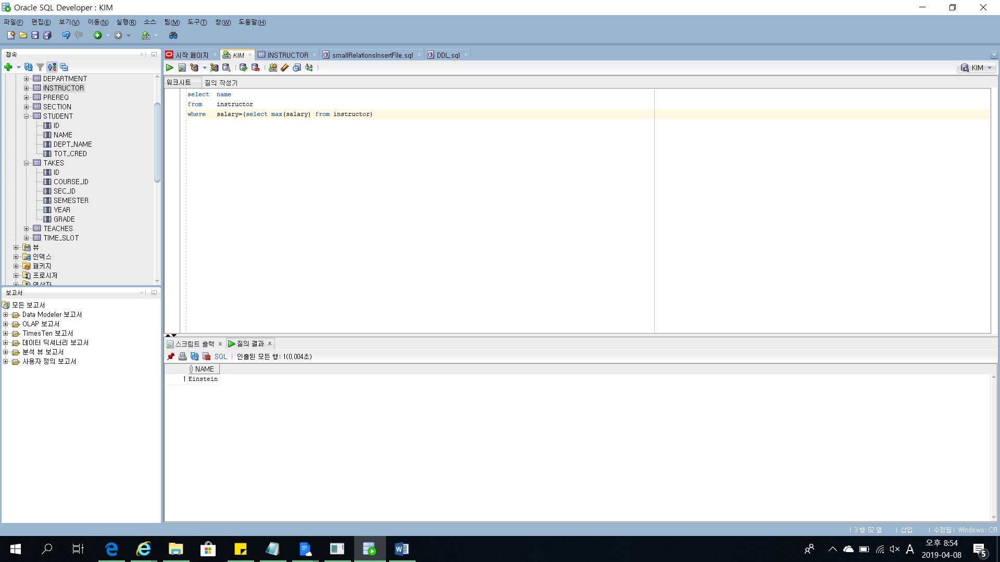 Oracle SQL Developer : KIM
파일(F) 편집(E) 보기(V) 이동(N) 실행(R) 소스 팀(M) 도구(T) 창(W) 도움말(H)
접속
DEPARTMENT
INSTRUCTOR
PREREQ
SECTION
STUDENT
ID
NAME
DEPT_NAME
TOT_CRED
TAKES
ID
COURSE_ID
SEC_ID
SEMESTER
YEAR
GRADE
TEACHES
TIME_SLOT
뷰
인덱스
패키지
프로시저
보고서
모든 보고서
Data Modeler 보고서
OLAP 보고서
TimesTen 보고서
데이터 딕셔너리 보고서
분석 뷰 보고서
사용자 정의 보고서
시작 페이지 KIM INSTRUCTOR smallRelationsInsertFile.sql DDL.sql
KIM
워크시트 질의 작성기
select name
from instructor
where salary=(select max(salary) from instructor)
스크립트 출력 질의 결과
SQL 인출된 모든 행: 1(0.004초)
NAME
1 Einstein
3 행 52 열 삽입 수정됨 Windows: CR
A
오후 8:54
2019-04-08
5